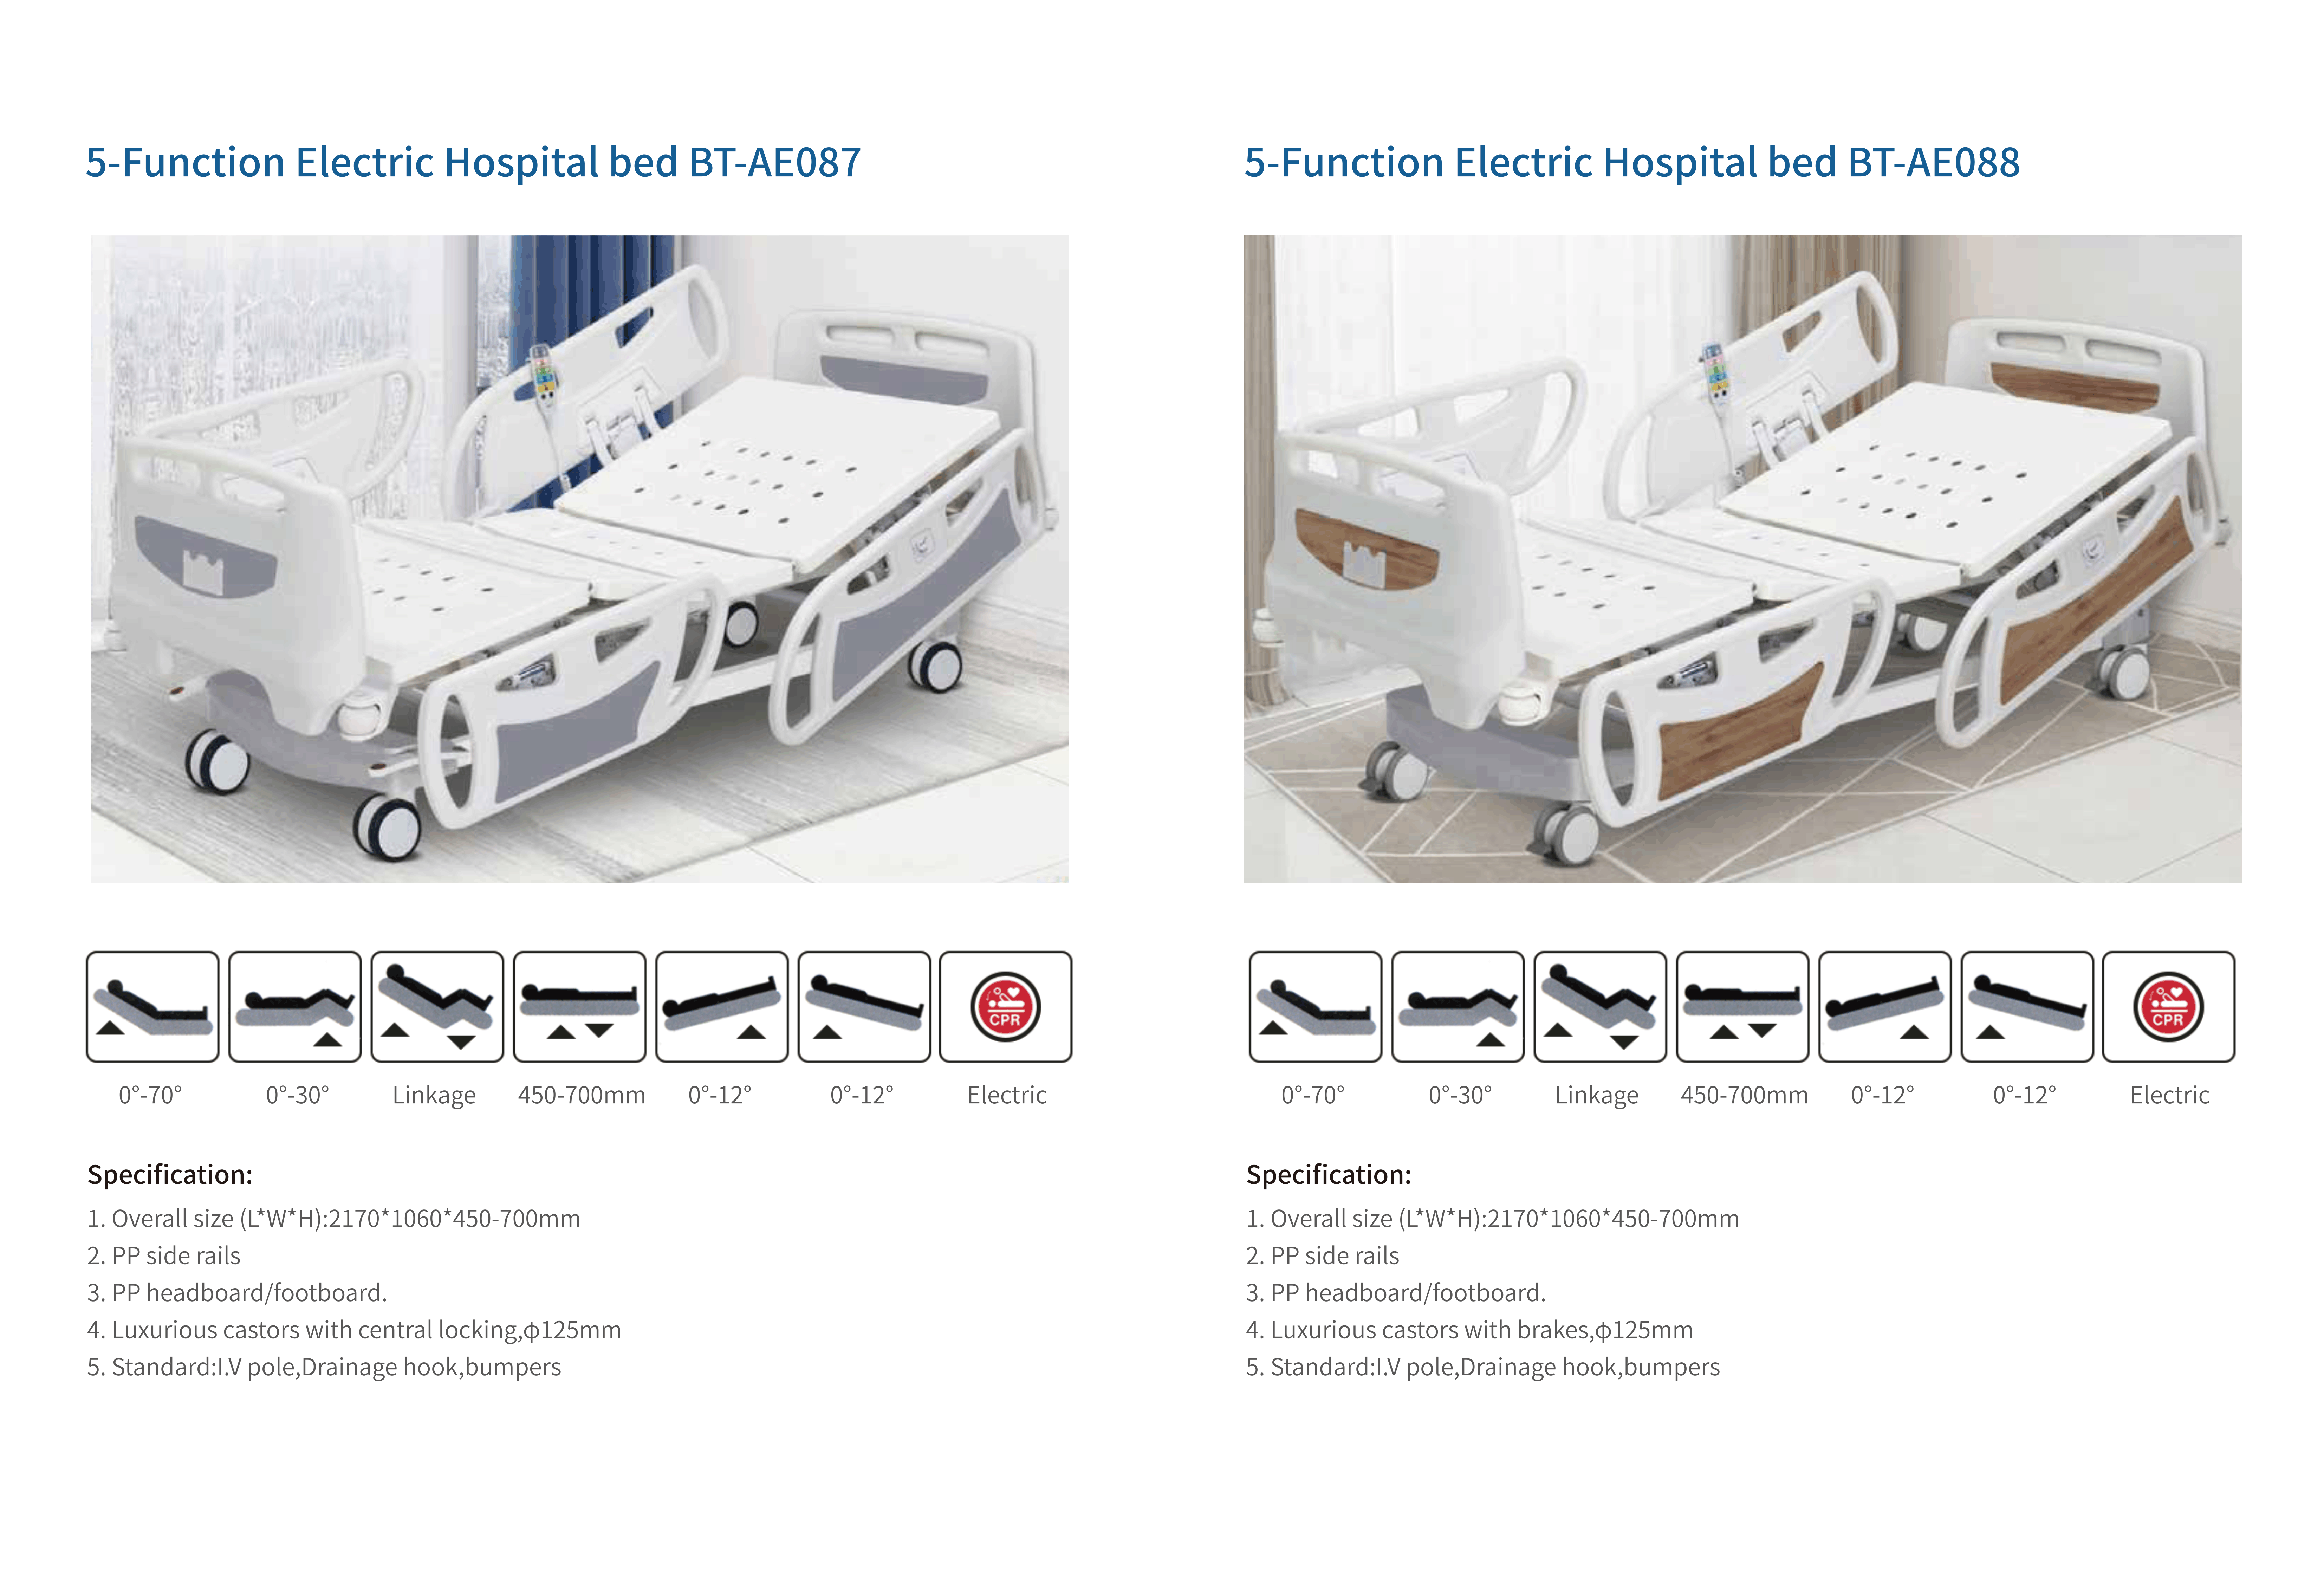 5-Function Electric Hospital bed BT-AE087
CPR
0°-70° 0°-30° Linkage 450-700mm 0°-12° 0°-12° Electric
Specification:
1. Overall size (L*W*H):2170*1060*450-700mm
2. PP side rails
3. PP headboard/footboard.
4. Luxurious castors with central locking,φ125mm
5. Standard:I.V pole,Drainage hook,bumpers
5-Function Electric Hospital bed BT-AE088
CPR
0°-70° 0°-30° Linkage 450-700mm 0°-12° 0°-12° Electric
Specification:
1. Overall size (L*W*H):2170*1060*450-700mm
2. PP side rails
3. PP headboard/footboard.
4. Luxurious castors with brakes,φ125mm
5. Standard:I.V pole,Drainage hook,bumpers